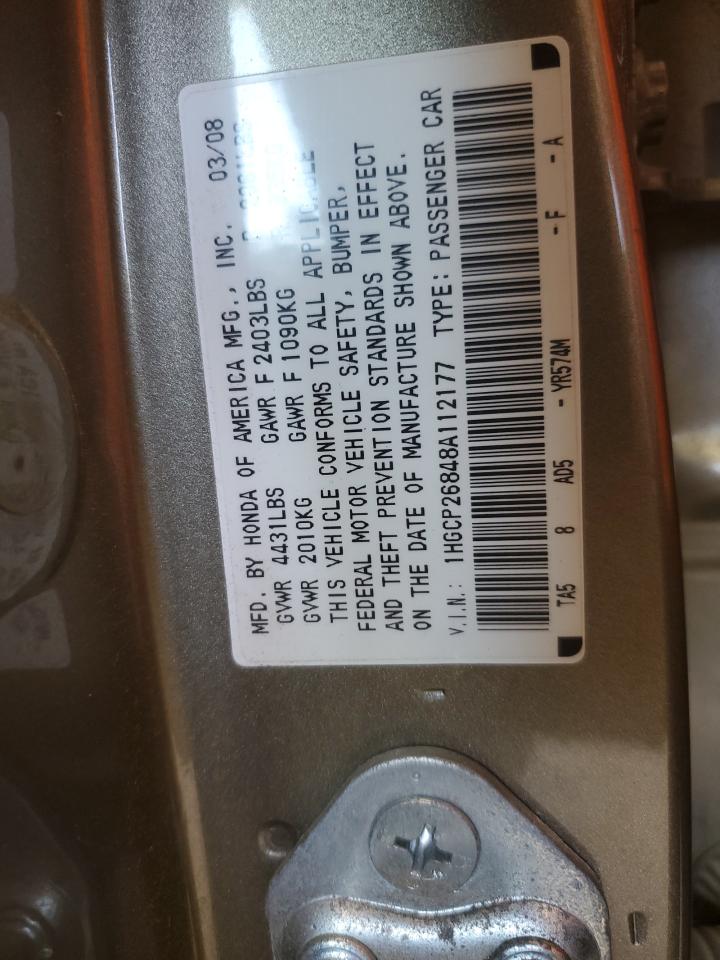 MFD. BY HONDA OF AMERICA MFG., INC. 03/08
GVWR 4431LBS GAWR F 2403LBS
GVWR 2010KG GAWR F 1090KG
THIS VEHICLE CONFORMS TO ALL APPLICABLE
FEDERAL MOTOR VEHICLE SAFETY, BUMPER,
AND THEFT PREVENTION STANDARDS IN EFFECT
ON THE DATE OF MANUFACTURE SHOWN ABOVE.
V.I.N.: 1HGCP26848A112177 TYPE: PASSENGER CAR
TA5 8 AD5 - YR574M - F - A